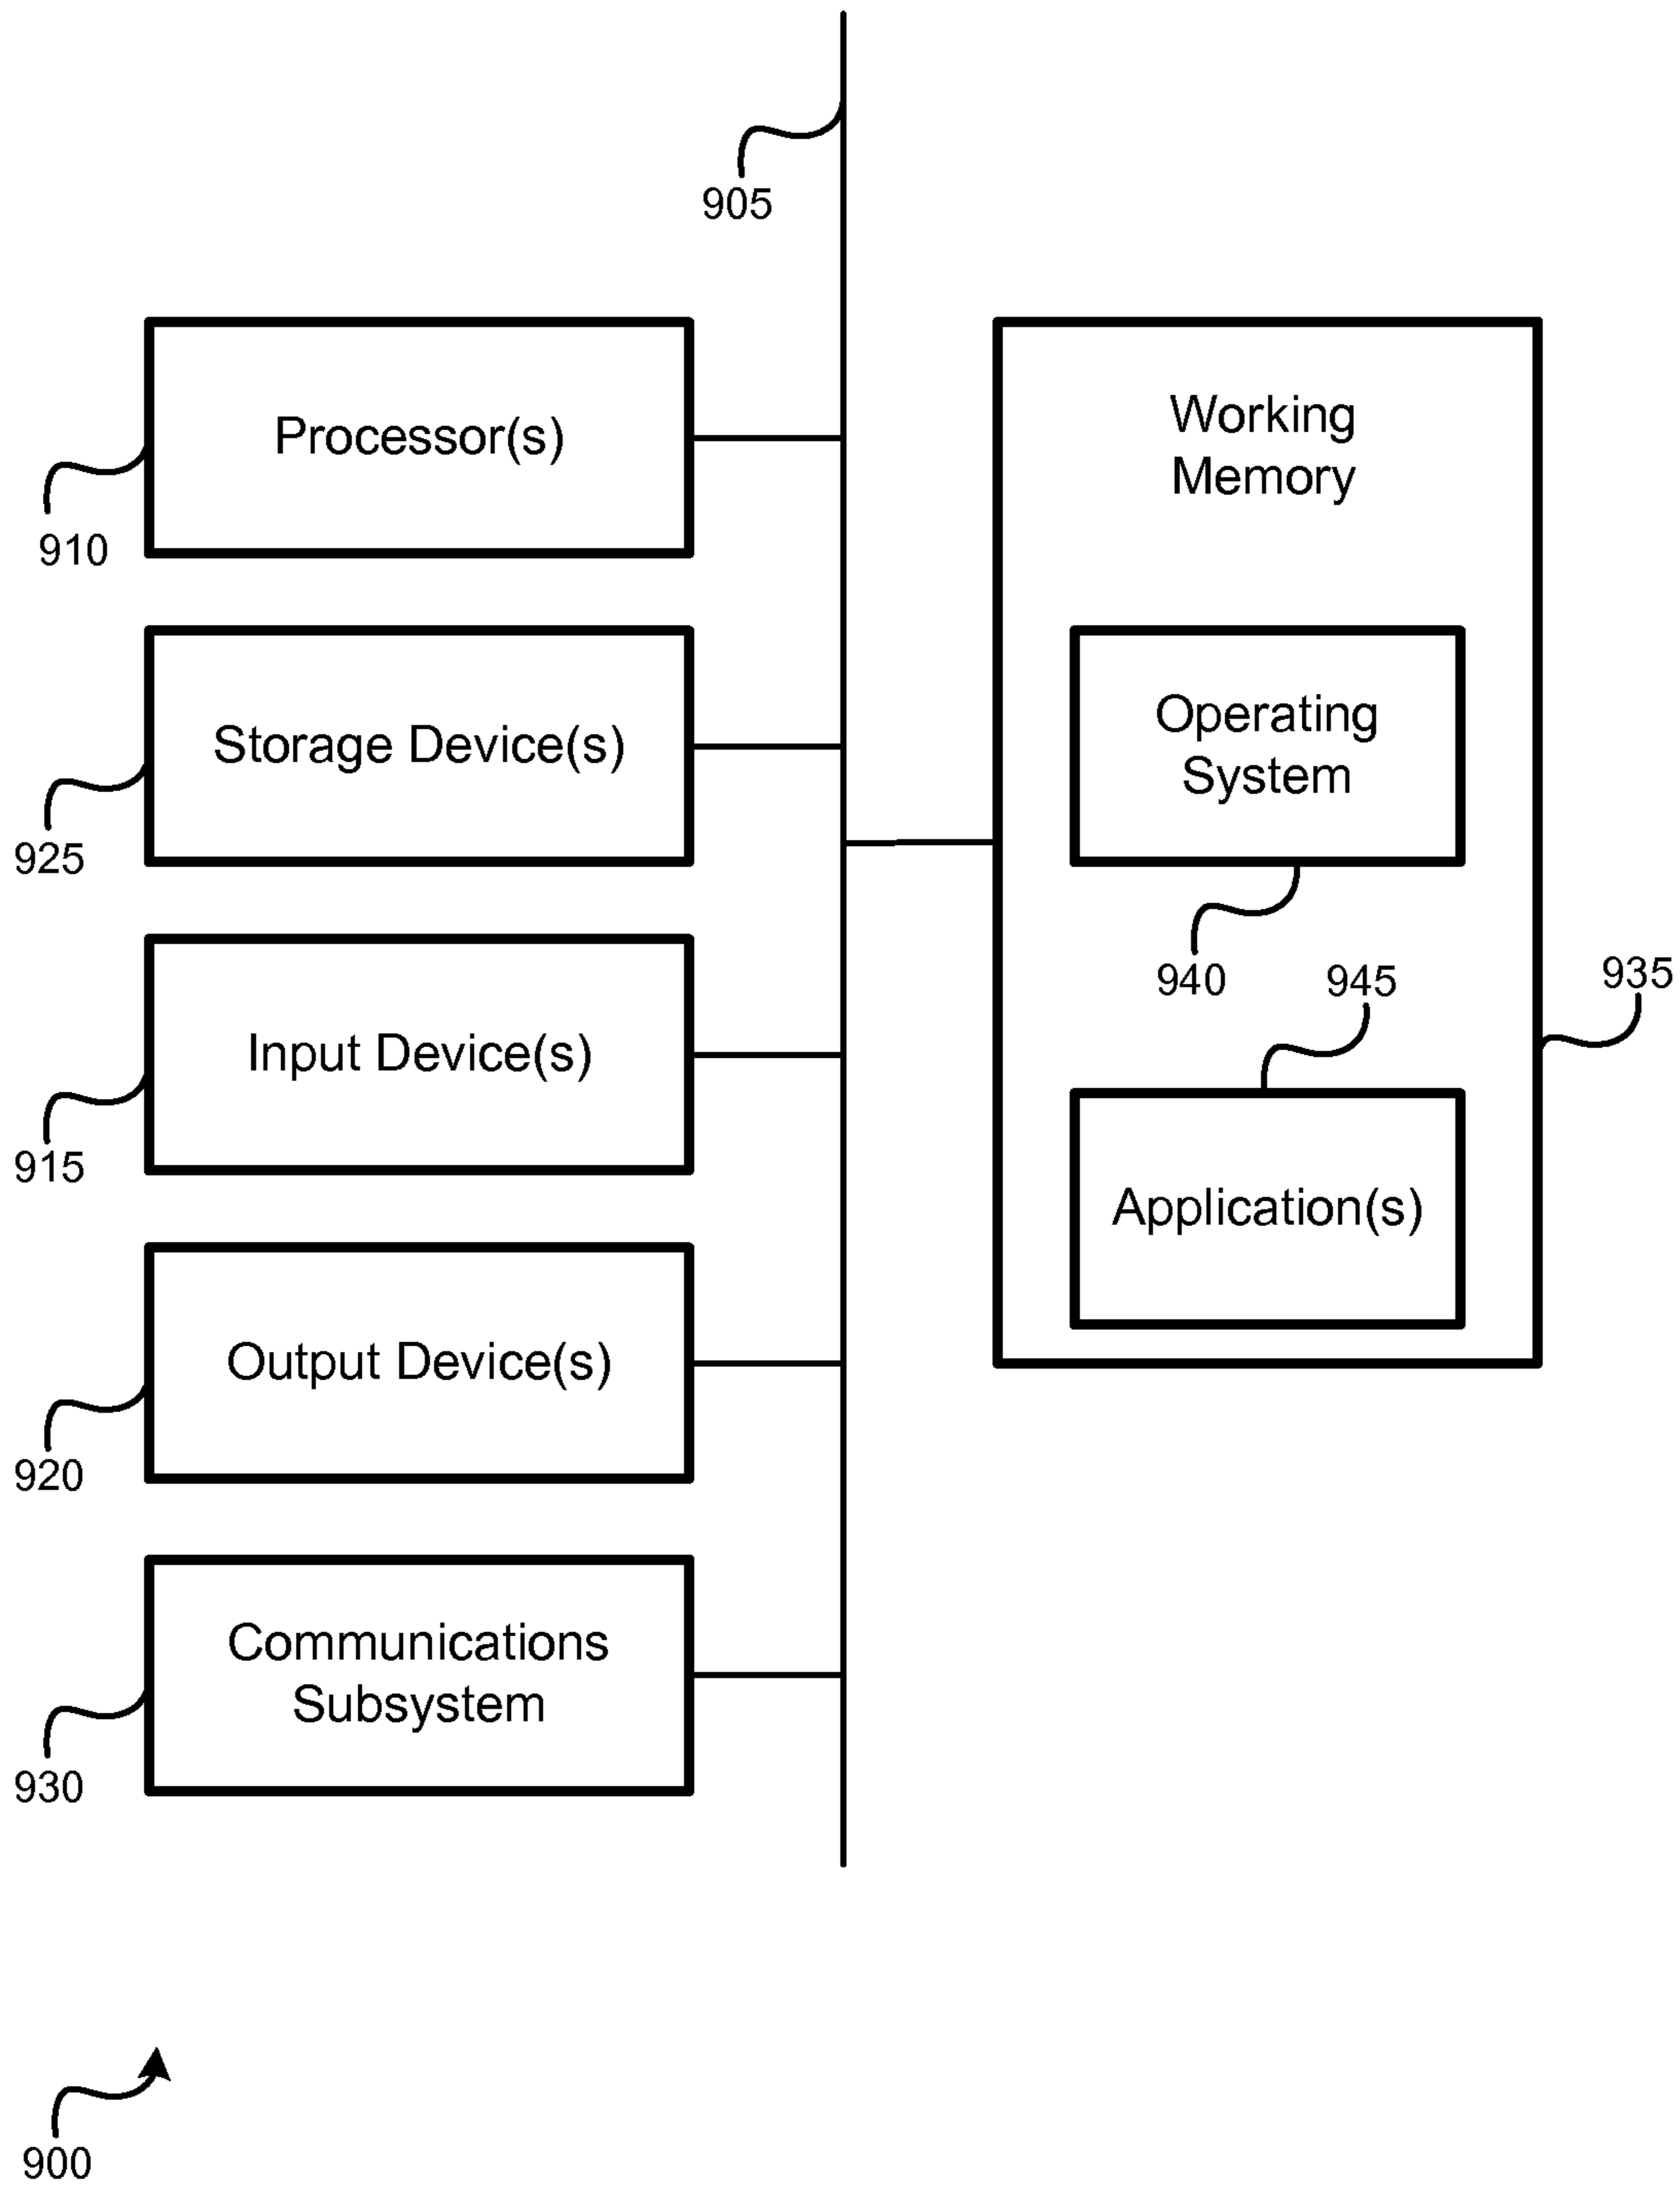 905
Processor(s)
910
Storage Device(s)
925
Input Device(s)
915
Output Device(s)
920
Communications
Subsystem
930
Working
Memory
Operating
System
940
945
935
Application(s)
900